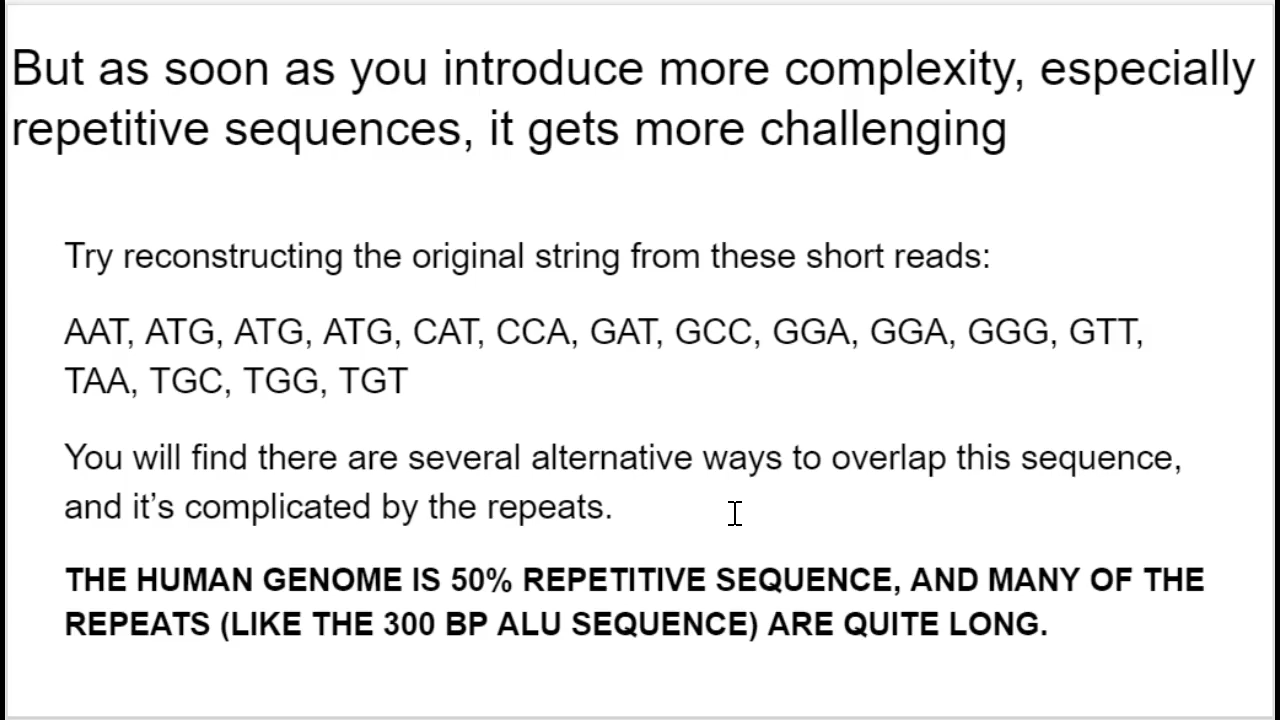 But as soon as you introduce more complexity, especially
repetitive sequences, it gets more challenging
Try reconstructing the original string from these short reads:
AAT, ATG, ATG, ATG, CAT, CCA, GAT, GCC, GGA, GGA, GGG, GTT,
TAA, TGC, TGG, TGT
You will find there are several alternative ways to overlap this sequence,
and it’s complicated by the repeats.
THE HUMAN GENOME IS 50% REPETITIVE SEQUENCE, AND MANY OF THE
REPEATS (LIKE THE 300 BP ALU SEQUENCE) ARE QUITE LONG.